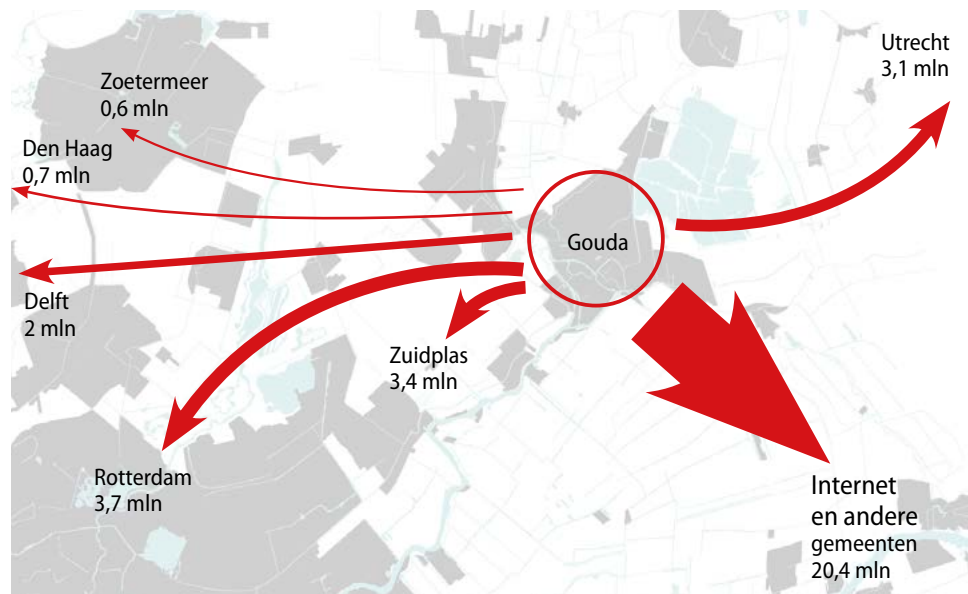 Utrecht
3,1 mln
Zoetermeer
0,6 mln
Den Haag
0,7 mln
Gouda
Delft
2 mln
Zuidplas
3,4 mln
Rotterdam
3,7 mln
Internet
en andere
gemeenten
20,4 mln